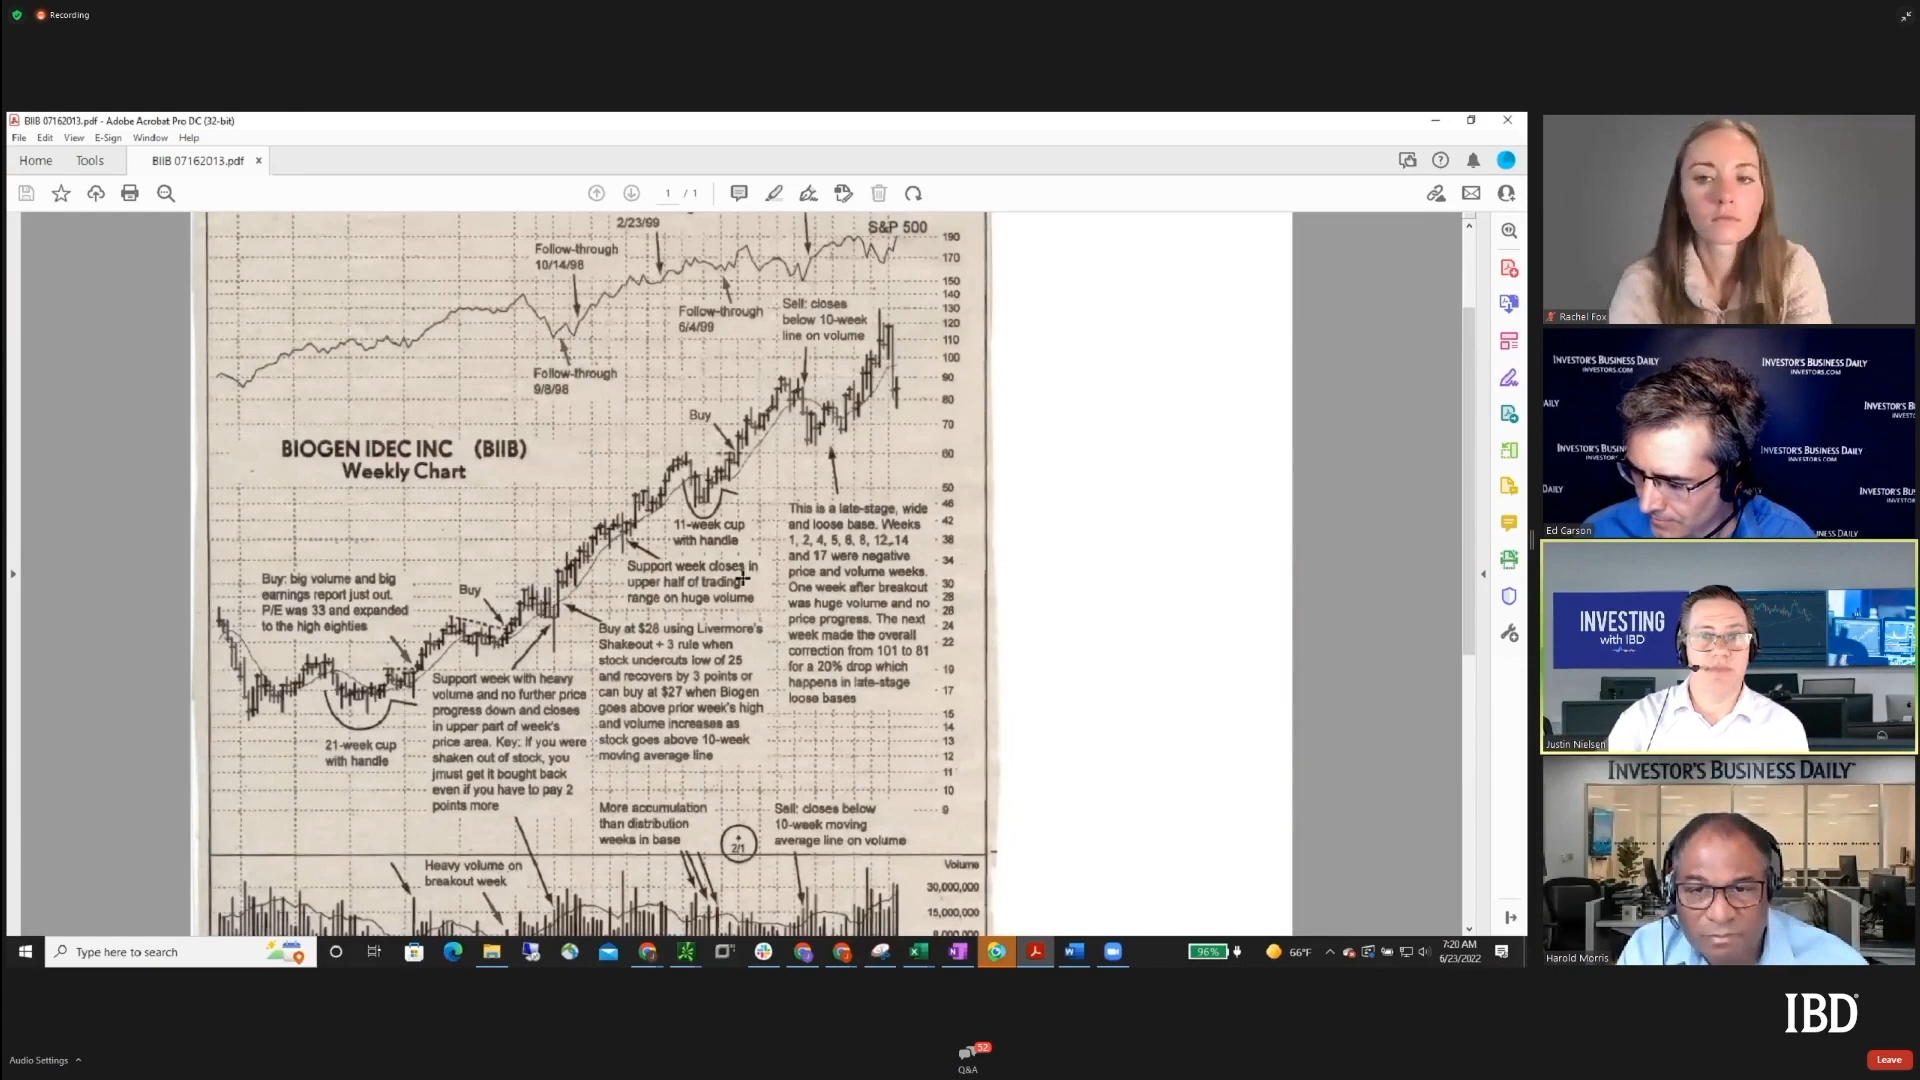 Recording
BIIB 07162013.pdf - Adobe Acrobat Pro DC (32-bit)
File Edit View E-Sign Window Help
Home Tools BIIB 07162013.pdf x
1 / 1
2/23/99
S&P 500
Follow-through
10/14/98
Follow-through
6/4/99
Follow-through
9/8/98
Sell: closes
below 10-week
line on volume
190
170
150
140
130
120
110
100
90
80
70
60
50
46
42
38
34
30
28
26
24
22
19
17
15
14
13
12
11
10
9
BIOGEN IDEC INC (BIIB)
Weekly Chart
Buy
11-week cup
with handle
Support week closes in
upper half of trading
range on huge volume
This is a late-stage, wide
and loose base. Weeks
1, 2, 4, 5, 6, 8, 12, 14
and 17 were negative
price and volume weeks.
One week after breakout
was huge volume and no
price progress. The next
week made the overall
correction from 101 to 81
for a 20% drop which
happens in late-stage
loose bases
Buy: big volume and big
earnings report just out.
P/E was 33 and expanded
to the high eighties
Buy
21-week cup
with handle
Support week with heavy
volume and no further price
progress down and closes
in upper part of week's
price area. Key: If you were
shaken out of stock, you
jmust get it bought back
even if you have to pay 2
points more
Buy at $28 using Livermore's
Shakeout + 3 rule when
stock undercuts low of 25
and recovers by 3 points or
can buy at $27 when Biogen
goes above prior week's high
and volume increases as
stock goes above 10-week
moving average line
More accumulation
than distribution
weeks in base
2/1
Sell: closes below
10-week moving
average line on volume
Heavy volume on
breakout week
Volume
30,000,000
15,000,000
Type here to search
96%
66°F
7:20 AM
6/23/2022
Rachel Fox
INVESTOR'S BUSINESS DAILY
INVESTORS.COM
INVESTOR'S BUSINESS DAILY
INVESTORS.COM
INVESTOR'S BUSINESS DAILY
INVESTORS.COM
Ed Carson
INVESTING
with IBD
Justin Nielsen
INVESTOR'S BUSINESS DAILY
Harold Morris
IBD
Audio Settings
52
Q&A
Leave